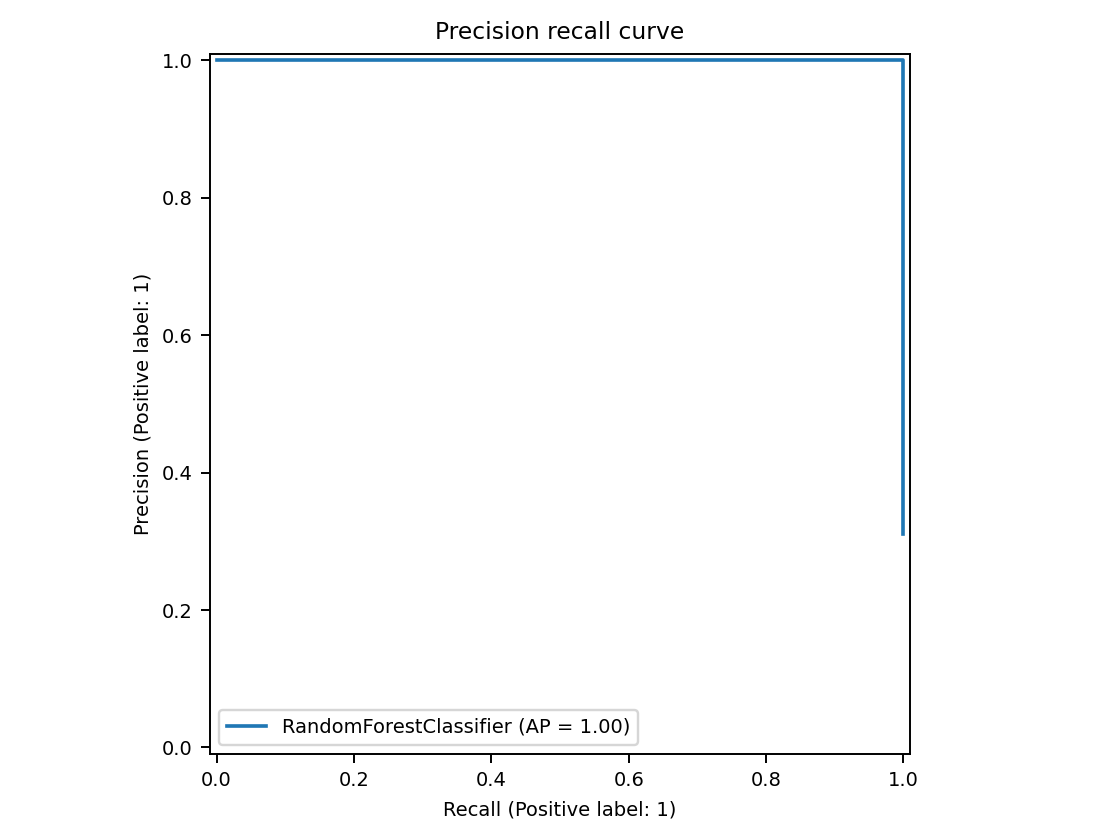 Precision recall curve
1.0
0.8
0.6
0.4
0.2
0.0
Precision (Positive label: 1)
RandomForestClassifier (AP = 1.00)
0.0 0.2 0.4 0.6 0.8 1.0
Recall (Positive label: 1)